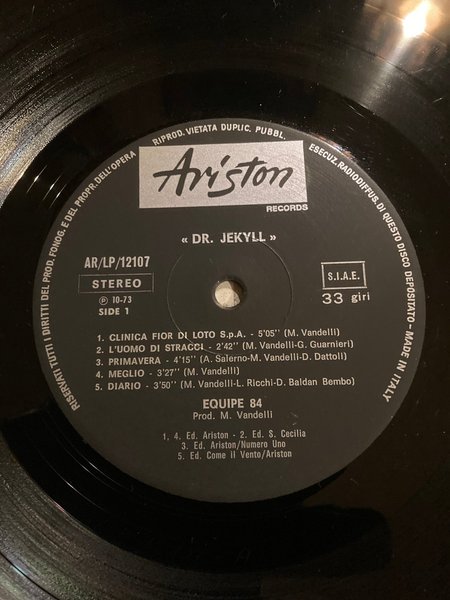 RISERVATI TUTTI I DIRITTI DEL PROD. FONOG. E DEL PROPR. DELL'OPERA
RIPROD. VIETATA DUPLIC. PUBBL.
ESECUZ. RADIODIFFUS. DI QUESTO DISCO DEPOSITATO - MADE IN ITALY
Ariston
RECORDS
« DR. JEKYLL »
AR/LP/12107
STEREO
Ⓟ 10-73
SIDE 1
S.I.A.E.
33 giri
1. CLINICA FIOR DI LOTO S.p.A. - 5'05" (M. Vandelli)
2. L'UOMO DI STRACCI - 2'42" (M. Vandelli-G. Guarnieri)
3. PRIMAVERA - 4'15" (A. Salerno-M. Vandelli-D. Dattoli)
4. MEGLIO - 3'27" (M. Vandelli)
5. DIARIO - 3'50" (M. Vandelli-L. Ricchi-D. Baldan Bembo)
EQUIPE 84
Prod. M. Vandelli
1, 4. Ed. Ariston - 2. Ed. S. Cecilia
3. Ed. Ariston/Numero Uno
5. Ed. Come il Vento/Ariston